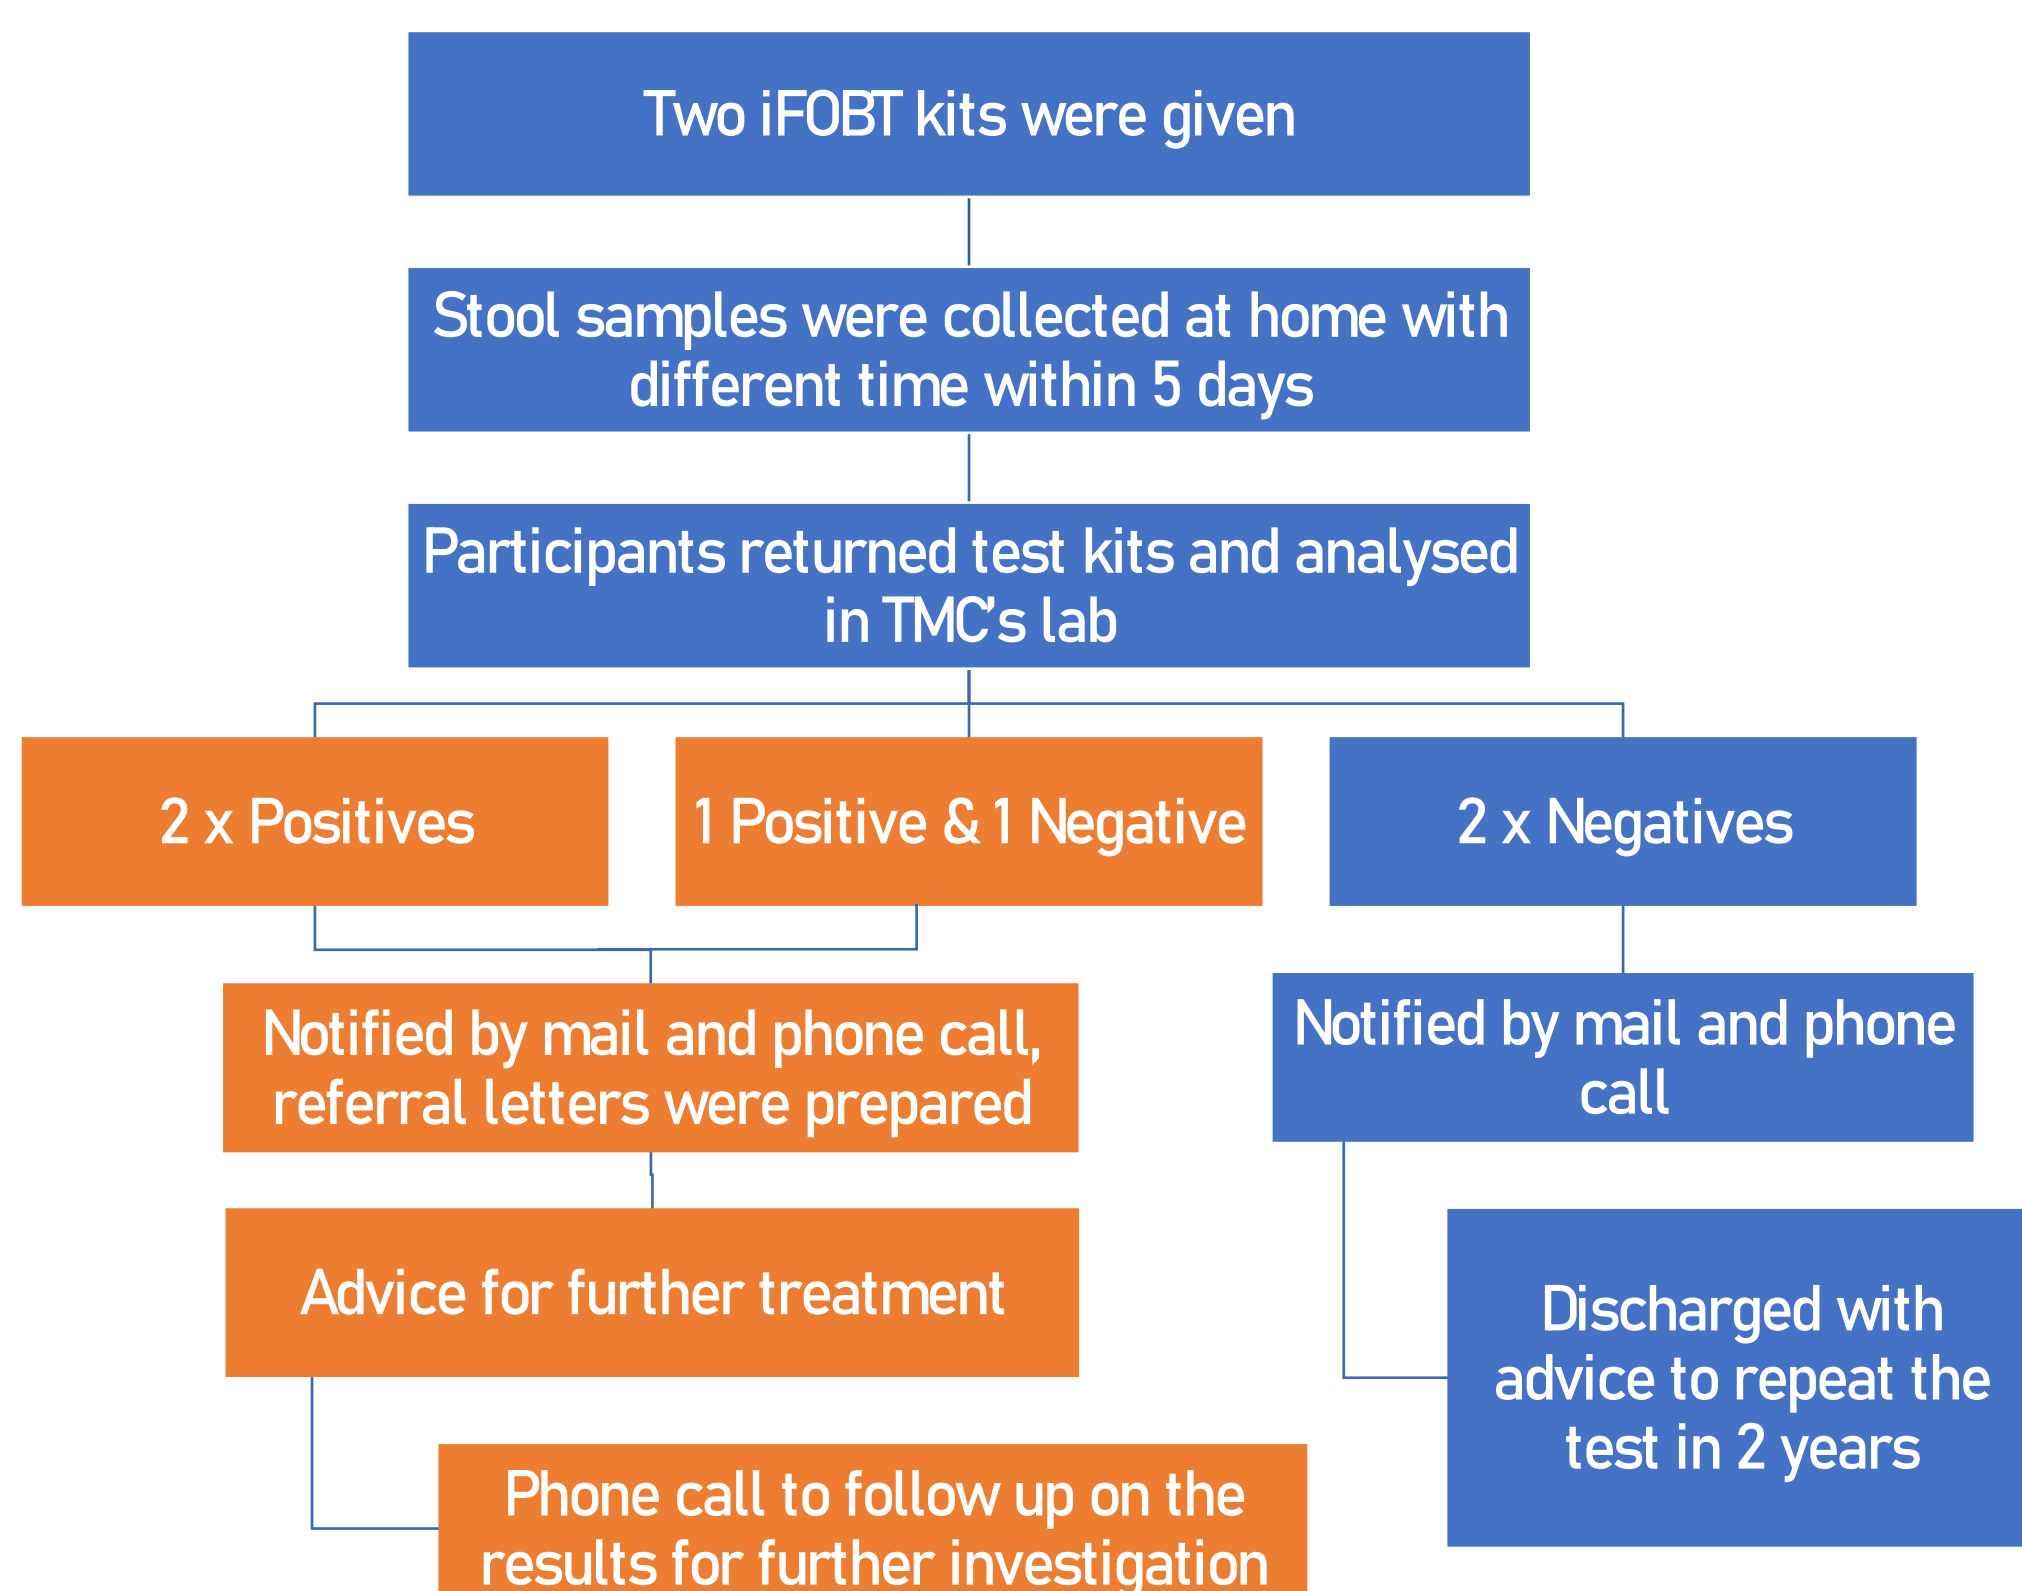 Two iFOBT kits were given
Stool samples were collected at home with
different time within 5 days
Participants returned test kits and analysed
in TMC's lab
2 x Positives
1 Positive & 1 Negative
2 x Negatives
Notified by mail and phone call,
referral letters were prepared
Notified by mail and phone
call
Advice for further treatment
Discharged with
advice to repeat the
test in 2 years
Phone call to follow up on the
results for further investigation